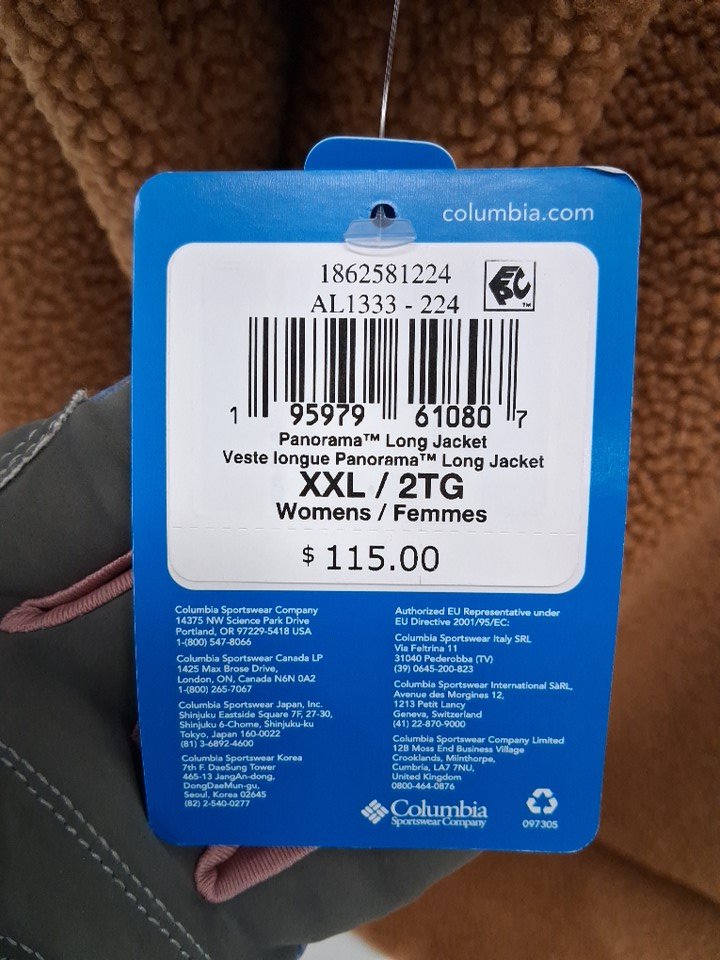 columbia.com
1862581224
AL1333 - 224
1 95979 61080 7
Panorama™ Long Jacket
Veste longue Panorama™ Long Jacket
XXL / 2TG
Womens / Femmes
$ 115.00
Columbia Sportswear Company
14375 NW Science Park Drive
Portland, OR 97229-5418 USA
1-(800) 547-8066
Columbia Sportswear Canada LP
1425 Max Brose Drive,
London, ON, Canada N6N 0A2
1-(800) 265-7067
Columbia Sportswear Japan, Inc.
Shinjuku Eastside Square 7F, 27-30,
Shinjuku 6-Chome, Shinjuku-ku
Tokyo, Japan 160-0022
(81) 3-6892-4600
Columbia Sportswear Korea
7th F. DaeSung Tower
465-13 JangAn-dong,
DongDaeMun-gu,
Seoul, Korea 02645
(82) 2-540-0277
Authorized EU Representative under
EU Directive 2001/95/EC:
Columbia Sportswear Italy SRL
Via Feltrina 11
31040 Pederobba (TV)
(39) 0645-200-823
Columbia Sportswear International SàRL,
Avenue des Morgines 12,
1213 Petit Lancy
Geneva, Switzerland
(41) 22-870-9000
Columbia Sportswear Company Limited
12B Moss End Business Village
Crooklands, Milnthorpe,
Cumbria, LA7 7NU,
United Kingdom
0800-464-0876
Columbia
Sportswear Company
097305